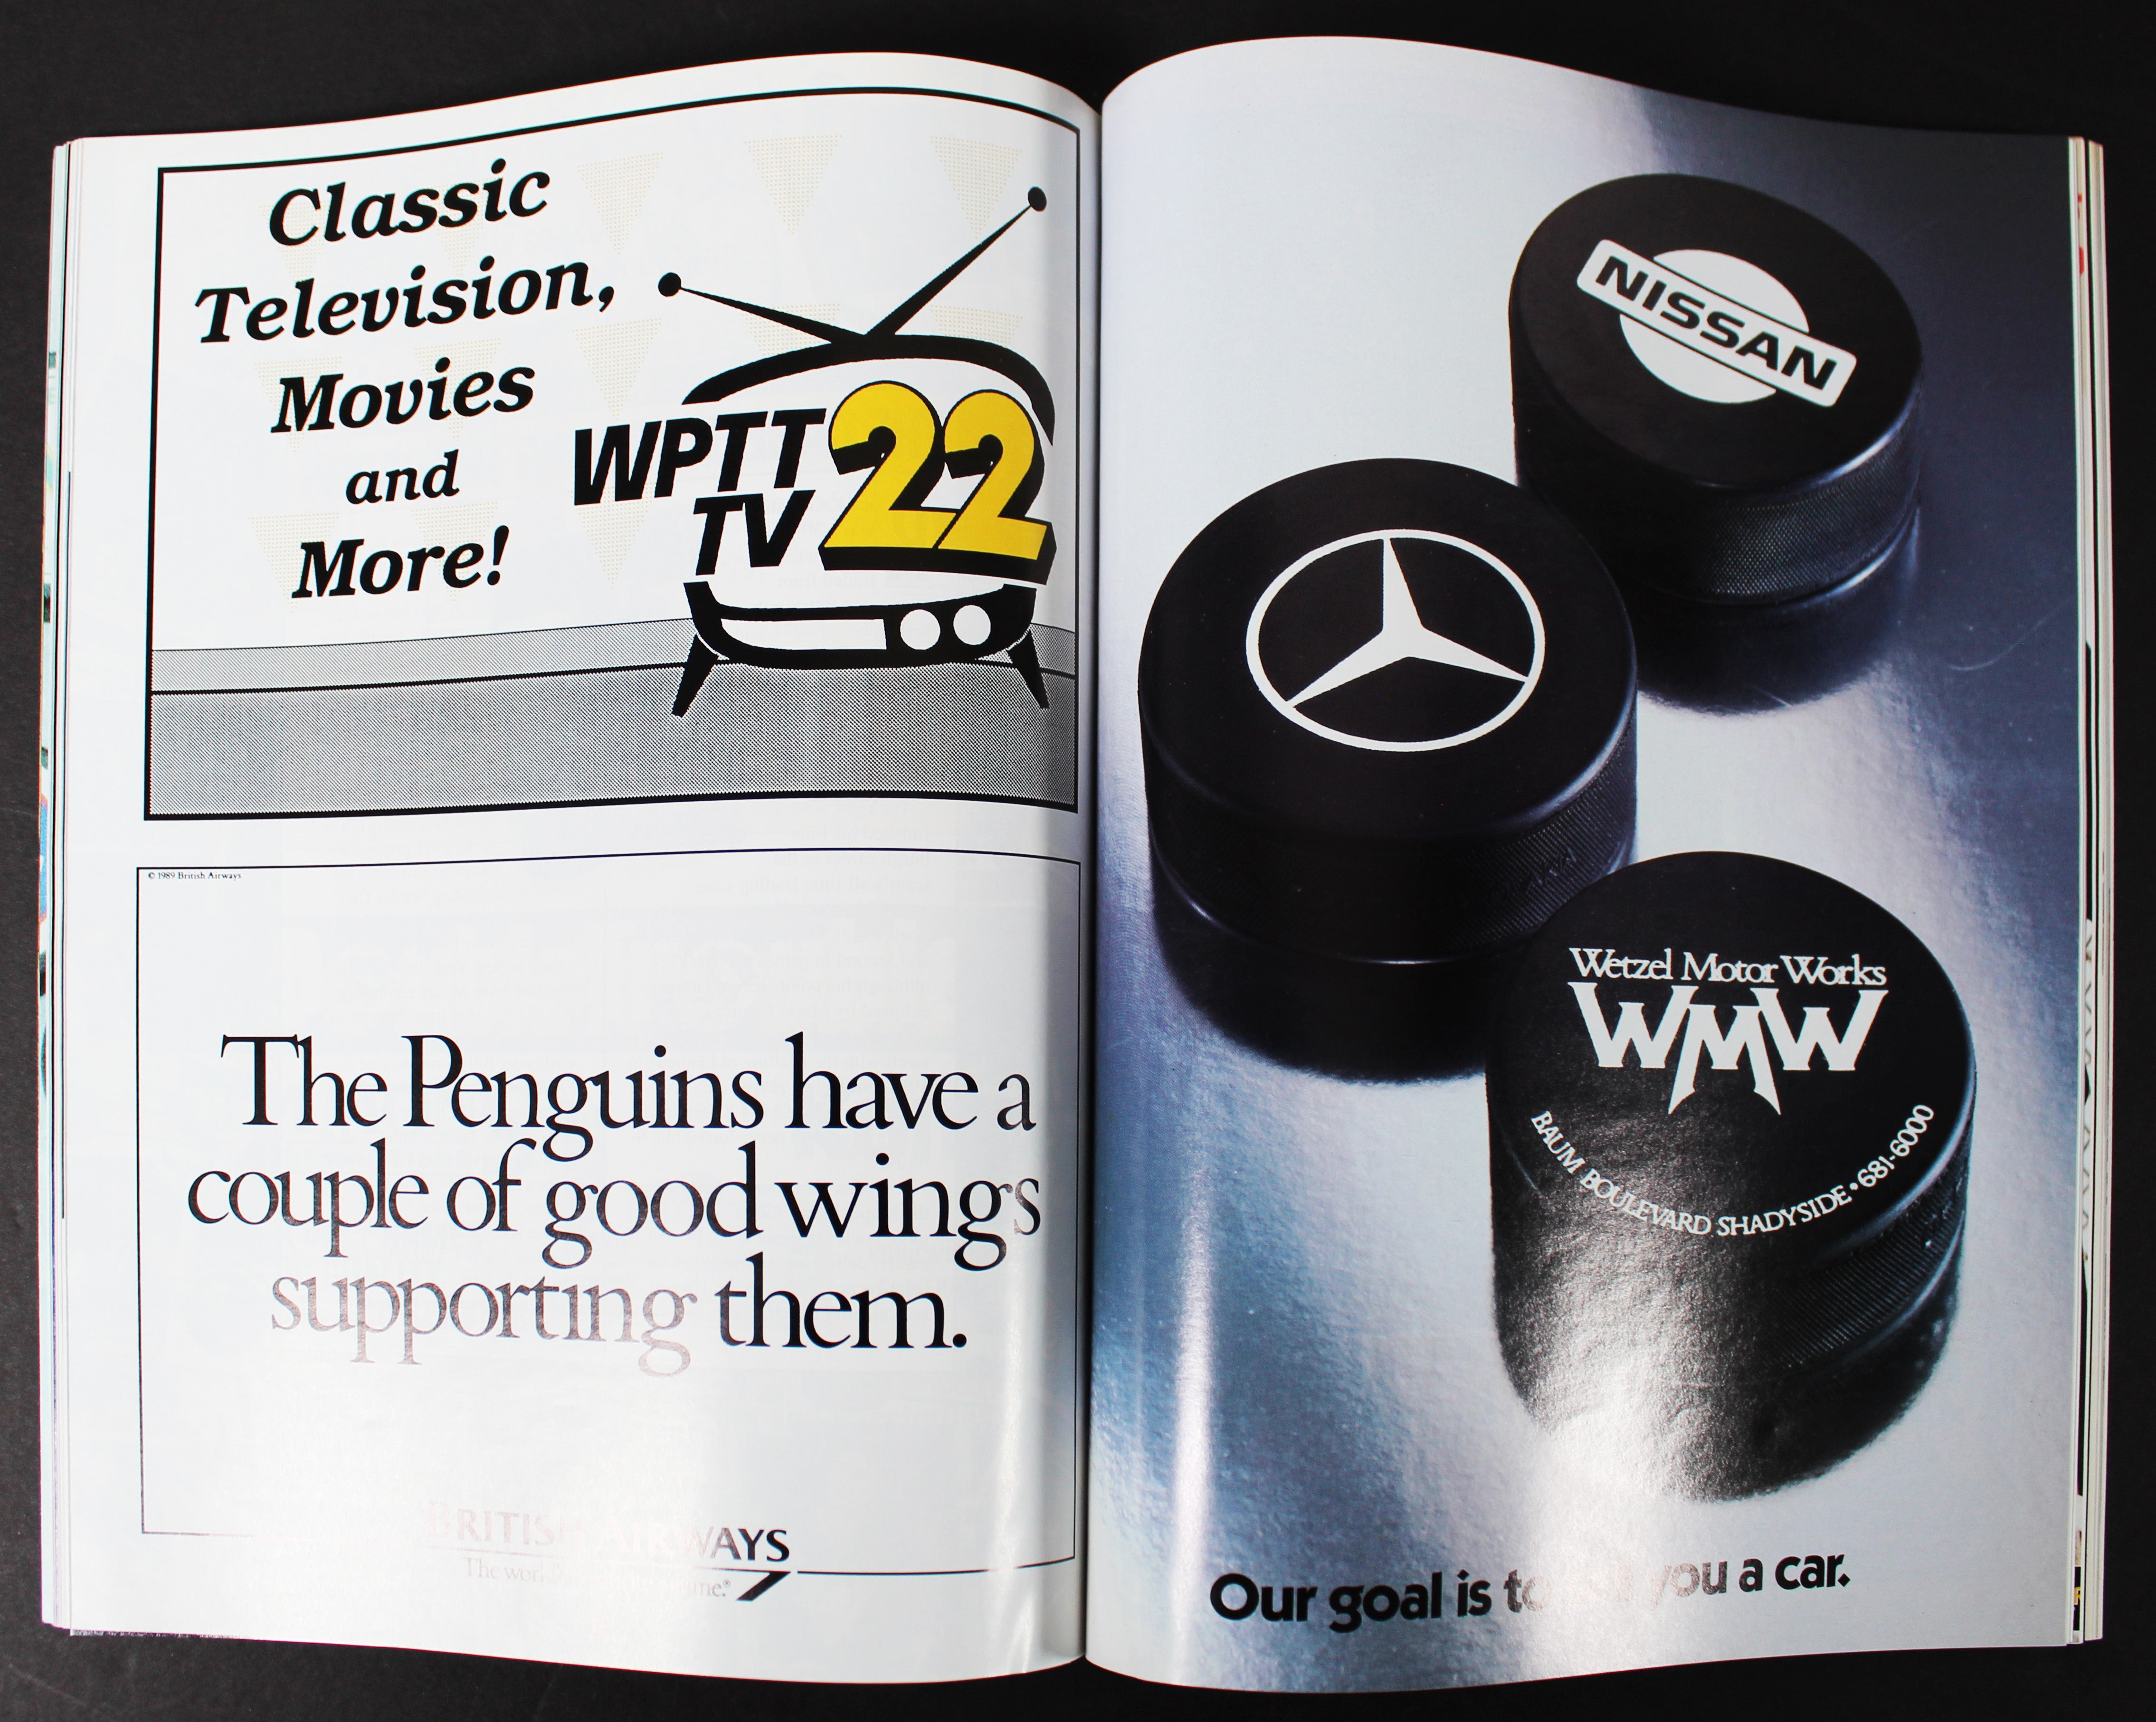 Classic
Television,
Movies
and
More!
WPTT
TV
22
© 1989 British Airways
The Penguins have a
couple of good wings
supporting them.
BRITISH AIRWAYS
The
NISSAN
Wetzel Motor Works
WMW
BAUM BOULEVARD SHADYSIDE • 681-6000
Our goal is to you a car.